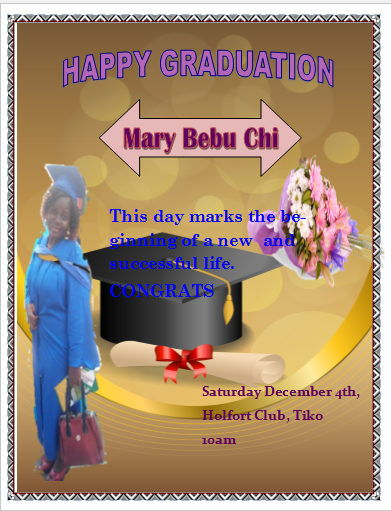 HAPPY GRADUATION
Mary Bebu Chi
This day marks the be-
ginning of a new and
successful life.
CONGRATS
Saturday December 4th,
Holfort Club, Tiko
10am